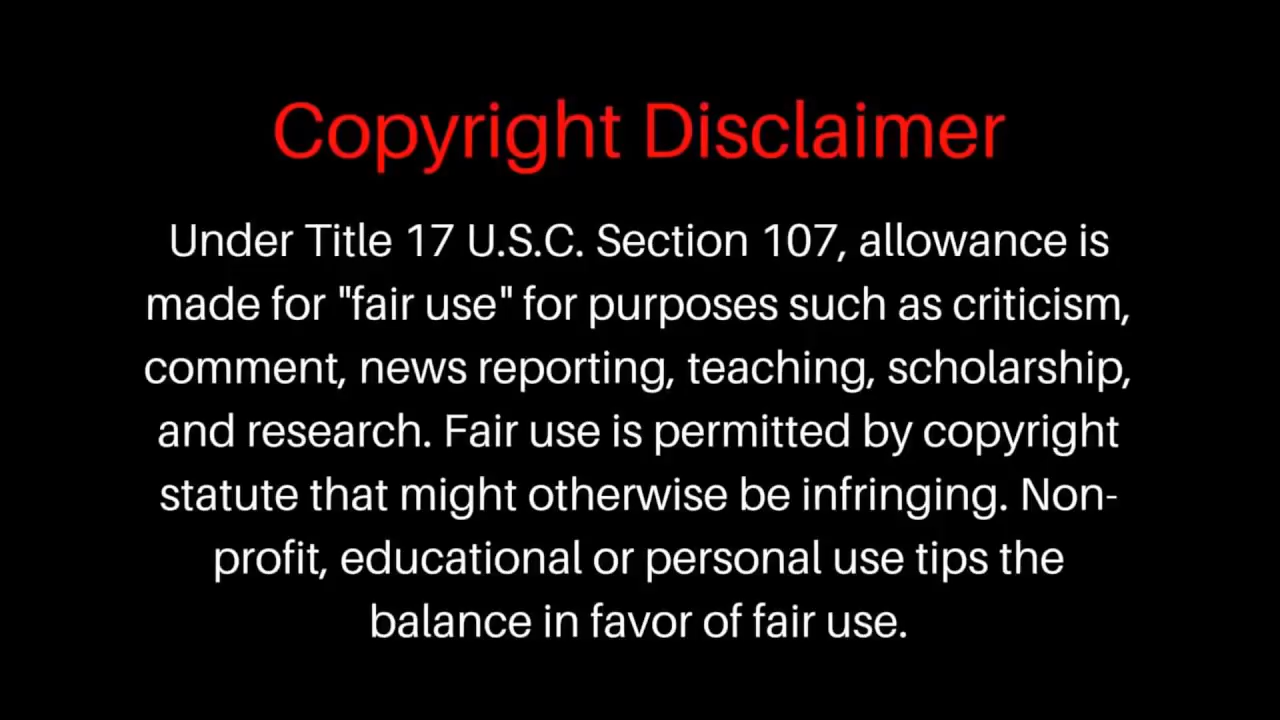 Copyright Disclaimer
Under Title 17 U.S.C. Section 107, allowance is
made for "fair use" for purposes such as criticism,
comment, news reporting, teaching, scholarship,
and research. Fair use is permitted by copyright
statute that might otherwise be infringing. Non-
profit, educational or personal use tips the
balance in favor of fair use.